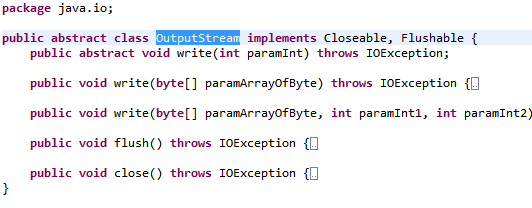 package java.io;
public abstract class OutputStream implements Closeable, Flushable {
public abstract void write(int paramInt) throws IOException;
public void write(byte[] paramArrayOfByte) throws IOException {
public void write(byte[] paramArrayOfByte, int paramInt1, int paramInt2)
public void flush() throws IOException {
public void close() throws IOException {
}